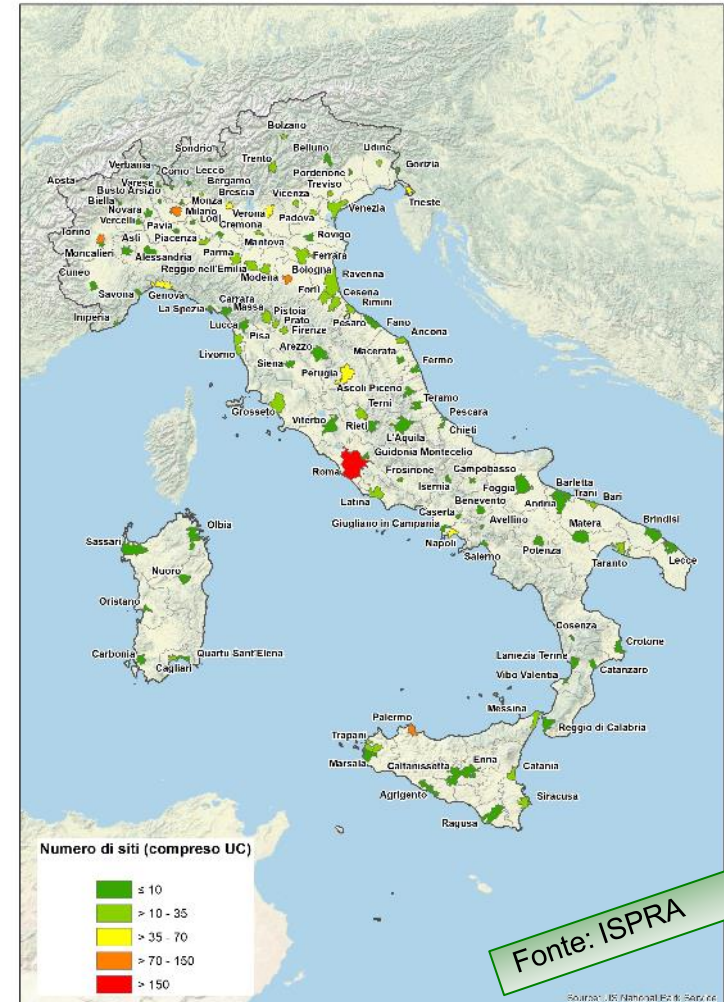 Bolzano
Sondrio
Belluno
Udine
Verbania
Trento
Pordenone
Gorizia
Aosta
Varese
Como
Lecco
Treviso
Busto Arsizio
Bergamo
Vicenza
Trieste
Biella
Monza
Brescia
Novara
Milano
Verona
Padova
Venezia
Vercelli
Lodi
Cremona
Torino
Pavia
Mantova
Rovigo
Asti
Piacenza
Moncalieri
Alessandria
Parma
Ferrara
Reggio nell'Emilia
Bologna
Cuneo
Modena
Ravenna
Savona
Genova
Forlì
Cesena
La Spezia
Carrara
Massa
Pistoia
Rimini
Imperia
Prato
Lucca
Firenze
Pesaro
Fano
Pisa
Ancona
Livorno
Arezzo
Macerata
Siena
Fermo
Perugia
Ascoli Piceno
Grosseto
Terni
Teramo
Viterbo
Rieti
Pescara
L'Aquila
Chieti
Guidonia Montecelio
Roma
Frosinone
Campobasso
Barletta
Isernia
Foggia
Trani
Bari
Latina
Benevento
Andria
Caserta
Brindisi
Giugliano in Campania
Avellino
Matera
Napoli
Potenza
Salerno
Taranto
Lecce
Olbia
Sassari
Nuoro
Oristano
Carbonia
Quartu Sant'Elena
Cagliari
Cosenza
Crotone
Lamezia Terme
Catanzaro
Vibo Valentia
Messina
Palermo
Reggio di Calabria
Trapani
Enna
Marsala
Caltanissetta
Catania
Agrigento
Siracusa
Ragusa
Numero di siti (compreso UC)
≤ 10
> 10 - 35
> 35 - 70
> 70 - 150
> 150
Fonte: ISPRA
Source: US National Park Service